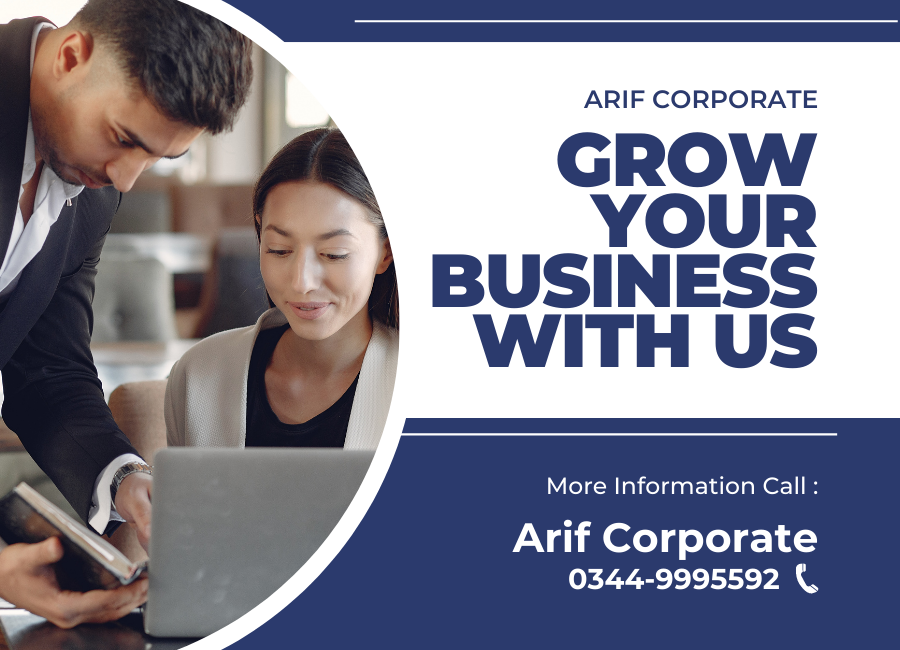 ARIF CORPORATE
GROW
YOUR
BUSINESS
WITH US
More Information Call :
Arif Corporate
0344-9995592